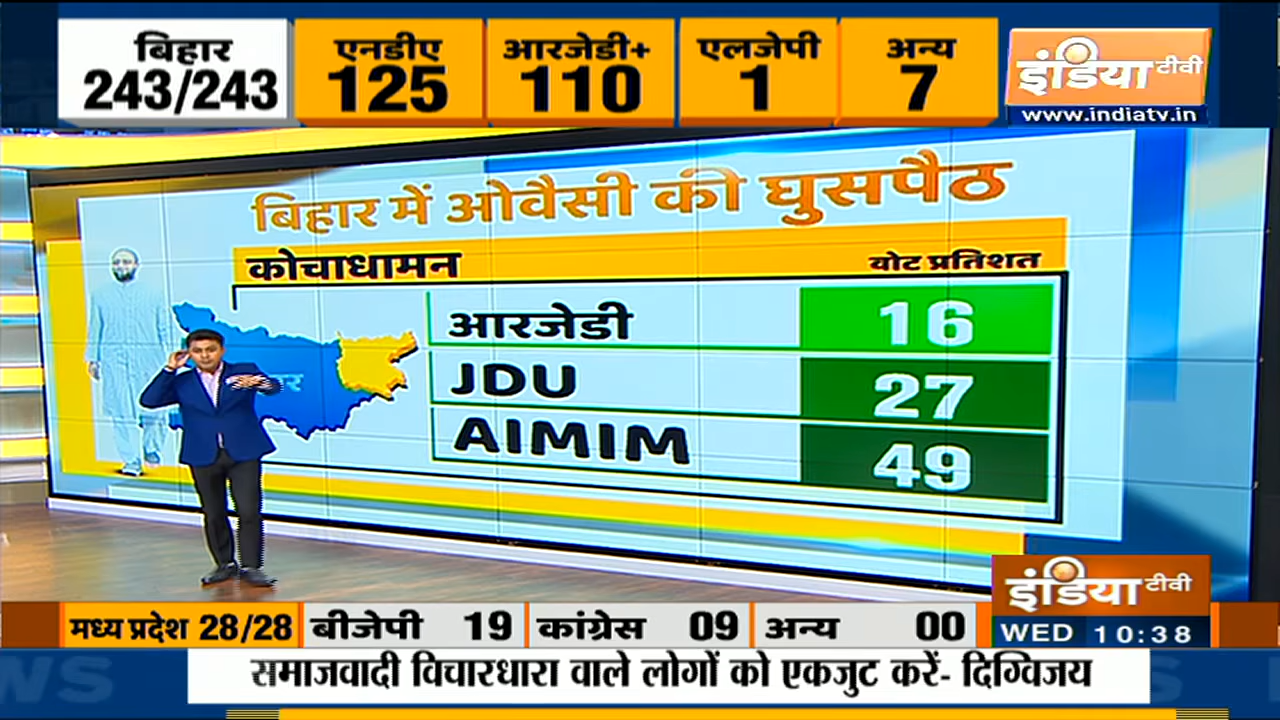 बिहार
243/243
एनडीए
125
आरजेडी+
110
एलजेपी
1
अन्य
7
इंडिया टीवी
www.indiatv.in
बिहार में ओवैसी की घुसपैठ
कोचाधामन वोट प्रतिशत
आरजेडी 16
JDU 27
AIMIM 49
इंडिया टीवी
WED 10:38
मध्य प्रदेश 28/28 बीजेपी 19 कांग्रेस 09 अन्य 00
समाजवादी विचारधारा वाले लोगों को एकजुट करें- दिग्विजय